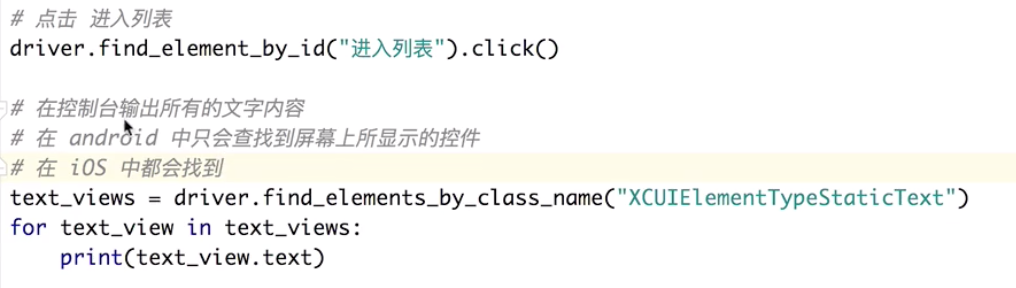 # 点击 进入列表
driver.find_element_by_id("进入列表").click()
# 在控制台输出所有的文字内容
# 在 android 中只会查找到屏幕上所显示的控件
# 在 iOS 中都会找到
text_views = driver.find_elements_by_class_name("XCUIElementTypeStaticText")
for text_view in text_views:
    print(text_view.text)